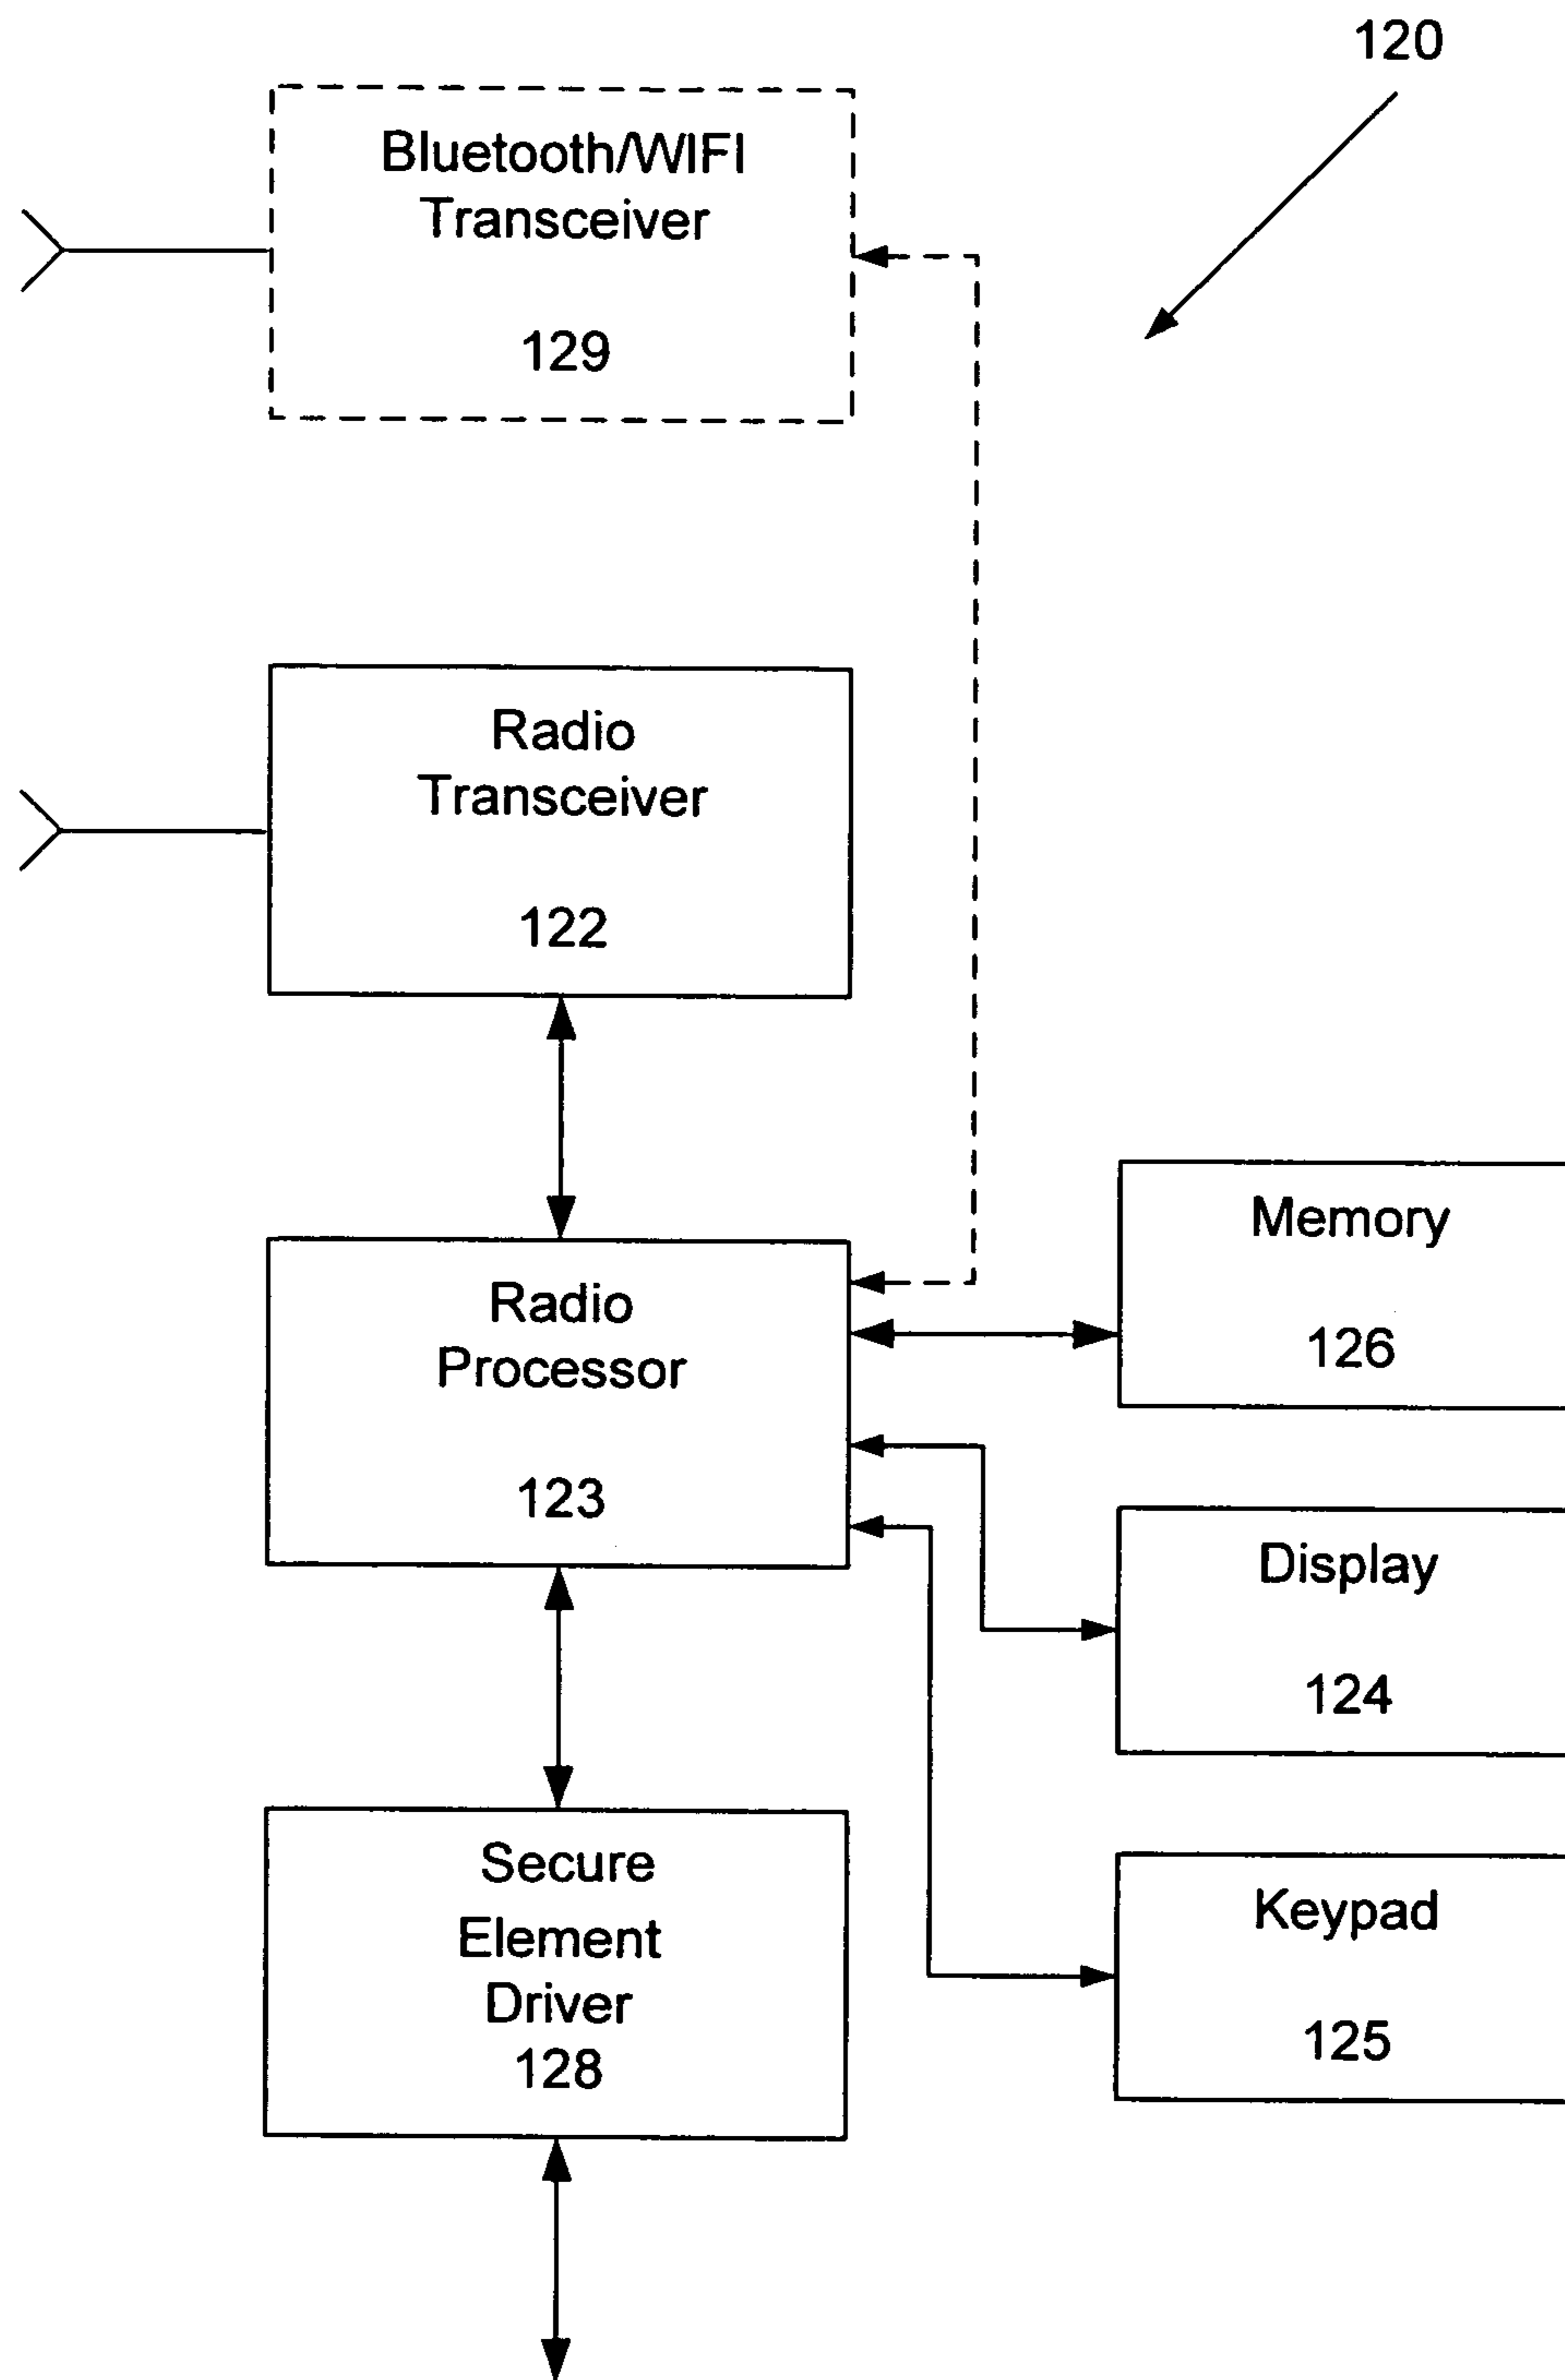 120
Bluetooth/WIFI
Transceiver
129
Radio
Transceiver
122
Radio
Processor
123
Memory
126
Display
124
Secure
Element
Driver
128
Keypad
125